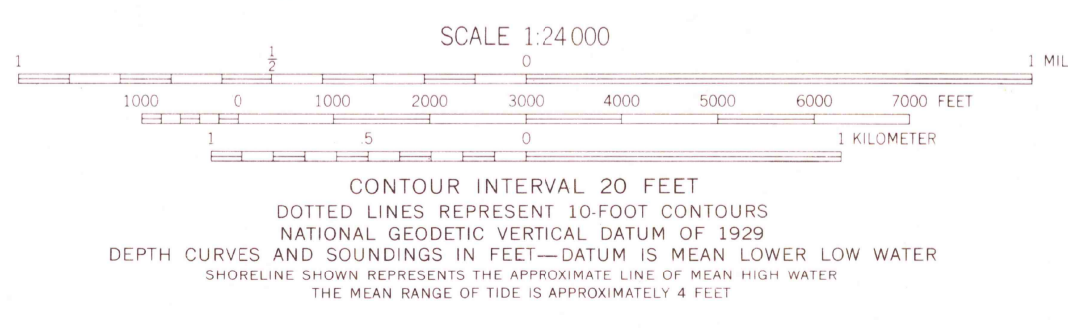 SCALE 1:24 000
1 1/2 0 1 MIL
1000 0 1000 2000 3000 4000 5000 6000 7000 FEET
1 .5 0 1 KILOMETER
CONTOUR INTERVAL 20 FEET
DOTTED LINES REPRESENT 10-FOOT CONTOURS
NATIONAL GEODETIC VERTICAL DATUM OF 1929
DEPTH CURVES AND SOUNDINGS IN FEET—DATUM IS MEAN LOWER LOW WATER
SHORELINE SHOWN REPRESENTS THE APPROXIMATE LINE OF MEAN HIGH WATER
THE MEAN RANGE OF TIDE IS APPROXIMATELY 4 FEET